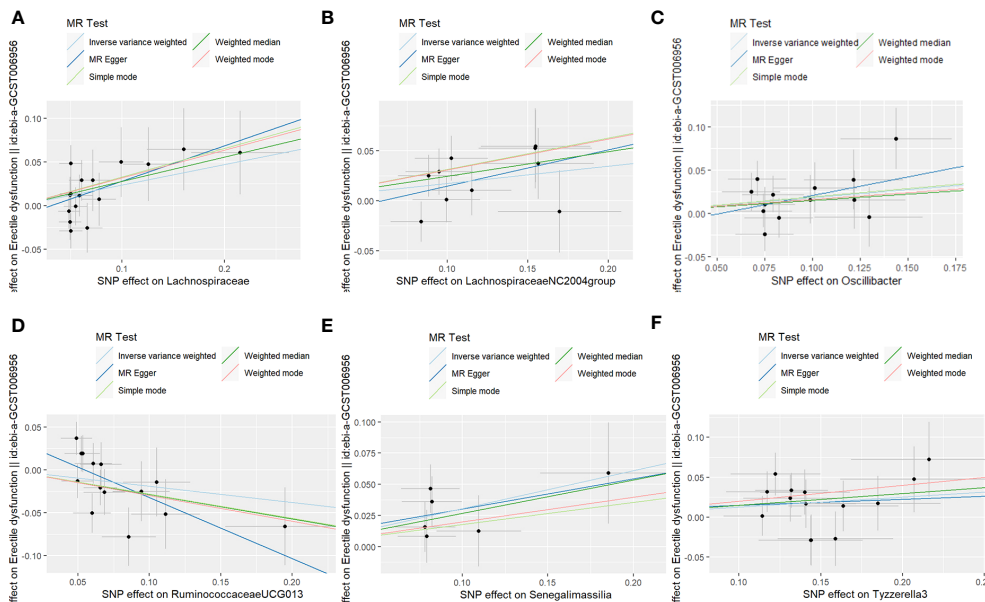 A
MR Test
Inverse variance weighted
Weighted median
MR Egger
Weighted mode
Simple mode
ffect on Erectile dysfunction || id:ebi-a-GCST006956
0.10
0.05
0.00
-0.05
0.1
0.2
SNP effect on Lachnospiraceae
B
MR Test
Inverse variance weighted
Weighted median
MR Egger
Weighted mode
Simple mode
ffect on Erectile dysfunction || id:ebi-a-GCST006956
0.10
0.05
0.00
-0.05
0.10
0.15
0.20
SNP effect on LachnospiraceaeNC2004group
C
MR Test
Inverse variance weighted
Weighted median
MR Egger
Weighted mode
Simple mode
ffect on Erectile dysfunction || id:ebi-a-GCST006956
0.10
0.05
0.00
-0.05
0.050
0.075
0.100
0.125
0.150
0.175
SNP effect on Oscillibacter
D
MR Test
Inverse variance weighted
Weighted median
MR Egger
Weighted mode
Simple mode
ffect on Erectile dysfunction || id:ebi-a-GCST006956
0.05
0.00
-0.05
-0.10
0.05
0.10
0.15
0.20
SNP effect on RuminococcaceaeUCG013
E
MR Test
Inverse variance weighted
Weighted median
MR Egger
Weighted mode
Simple mode
ffect on Erectile dysfunction || id:ebi-a-GCST006956
0.100
0.075
0.050
0.025
0.000
0.10
0.15
0.20
SNP effect on Senegalimassilia
F
MR Test
Inverse variance weighted
Weighted median
MR Egger
Weighted mode
Simple mode
ffect on Erectile dysfunction || id:ebi-a-GCST006956
0.10
0.05
0.00
-0.05
0.10
0.15
0.20
SNP effect on Tyzzerella3